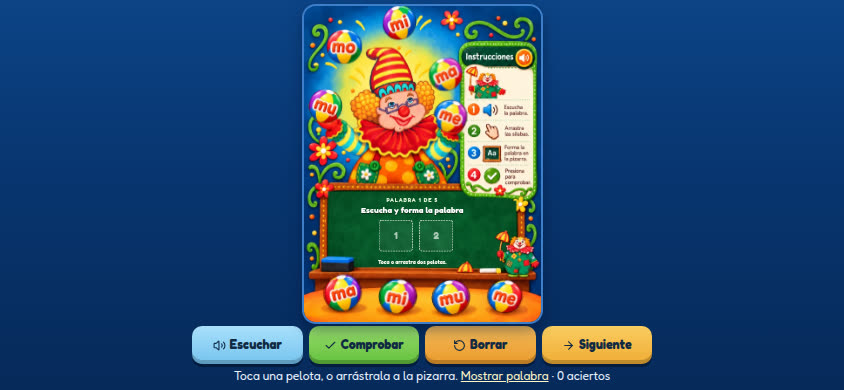 mi
mo
ma
mu
me
Instrucciones
1 Escucha
la palabra.
2 Arrastra
las sílabas.
3 Aa Forma la
palabra en
la pizarra.
4 Presiona
para
comprobar.
PALABRA 1 DE 5
Escucha y forma la palabra
1 2
Toca o arrastra dos pelotas.
ma mi mu me
Escuchar Comprobar Borrar Siguiente
Toca una pelota, o arrástrala a la pizarra. Mostrar palabra · 0 aciertos